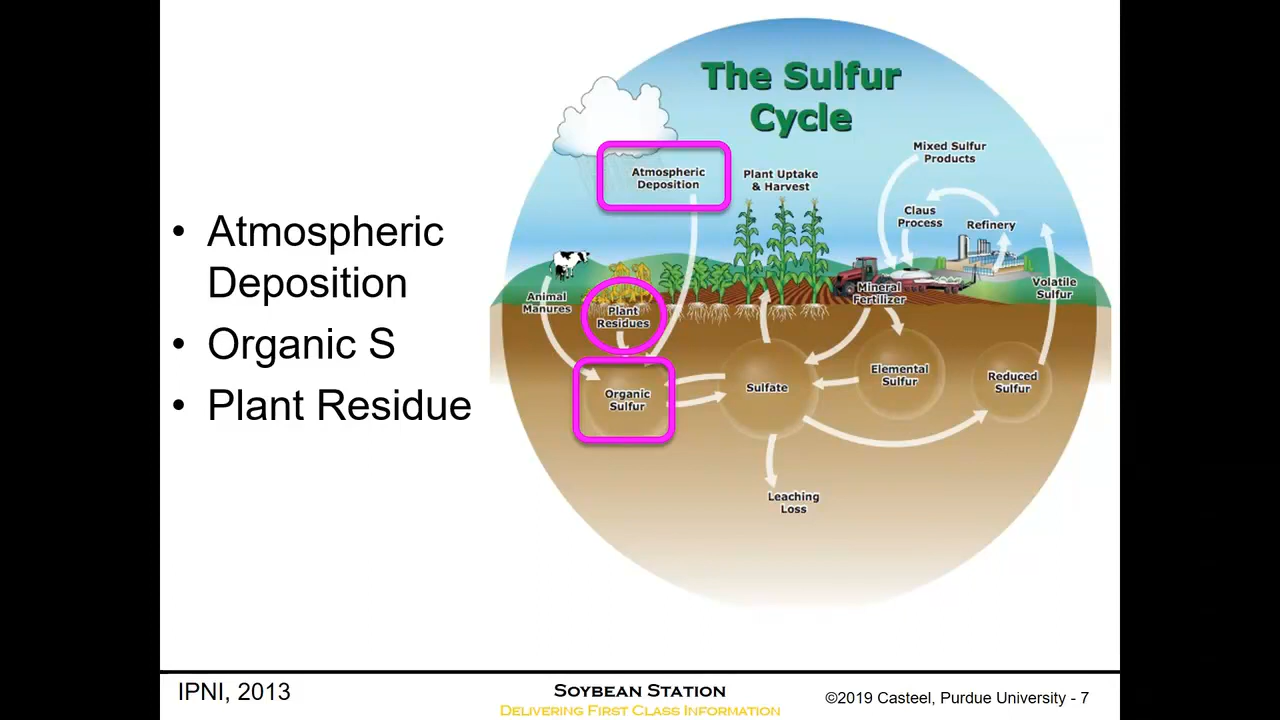 • Atmospheric
Deposition
• Organic S
• Plant Residue
The Sulfur
Cycle
Atmospheric
Deposition
Plant Uptake
& Harvest
Mixed Sulfur
Products
Claus
Process
Refinery
Animal
Manures
Plant
Residues
Mineral
Fertilizer
Volatile
Sulfur
Organic
Sulfur
Sulfate
Elemental
Sulfur
Reduced
Sulfur
Leaching
Loss
IPNI, 2013
SOYBEAN STATION
DELIVERING FIRST CLASS INFORMATION
©2019 Casteel, Purdue University - 7